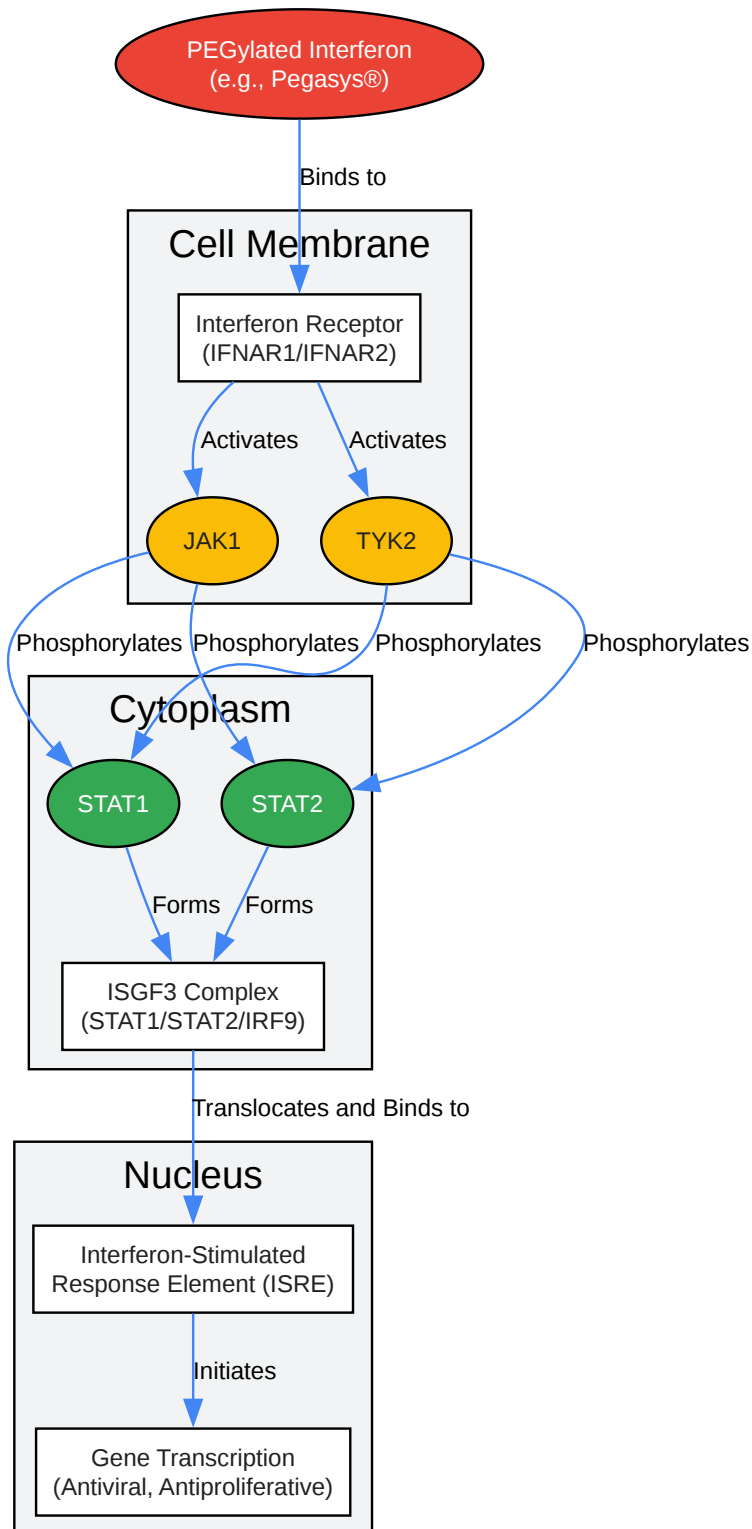 PEGylated Interferon
(e.g., Pegasys®)
Binds to
Cell Membrane
Interferon Receptor
(IFNAR1/IFNAR2)
Activates
Activates
JAK1
TYK2
Phosphorylates
Phosphorylates
Phosphorylates
Phosphorylates
Cytoplasm
STAT1
STAT2
Forms
Forms
ISGF3 Complex
(STAT1/STAT2/IRF9)
Translocates and Binds to
Nucleus
Interferon-Stimulated
Response Element (ISRE)
Initiates
Gene Transcription
(Antiviral, Antiproliferative)